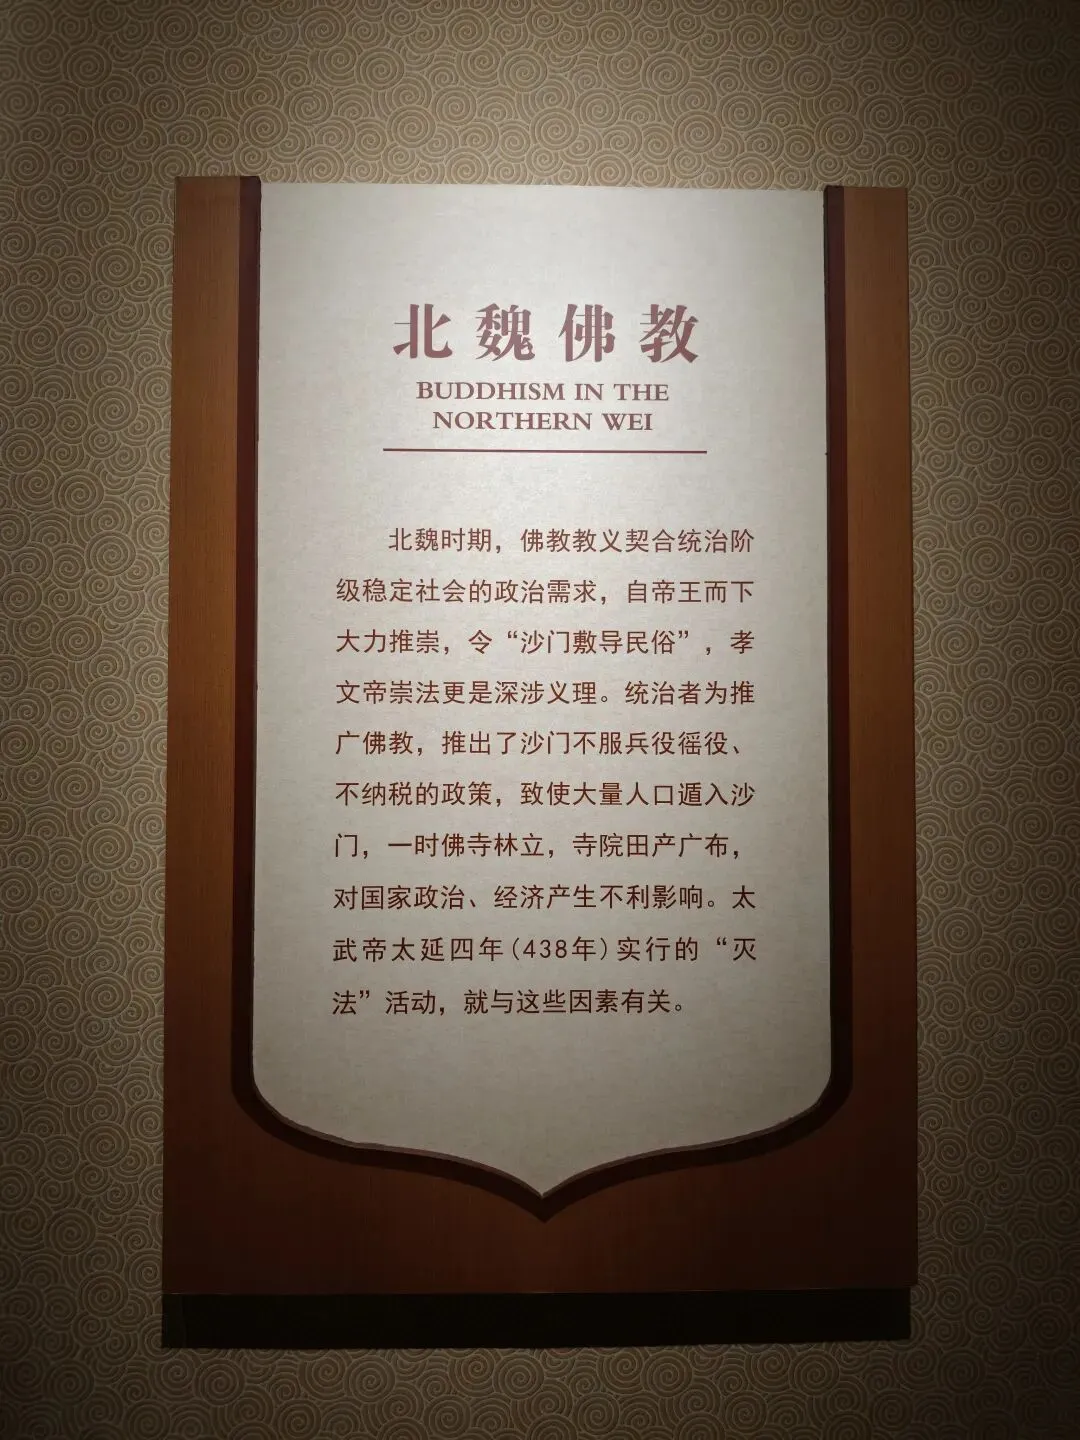 北魏佛教
BUDDHISM IN THE
NORTHERN WEI
北魏时期，佛教教义契合统治阶
级稳定社会的政治需求，自帝王而下
大力推崇，令“沙门敷导民俗”，孝
文帝崇法更是深涉义理。统治者为推
广佛教，推出了沙门不服兵役徭役、
不纳税的政策，致使大量人口遁入沙
门，一时佛寺林立，寺院田产广布，
对国家政治、经济产生不利影响。太
武帝太延四年(438年)实行的“灭
法”活动，就与这些因素有关。